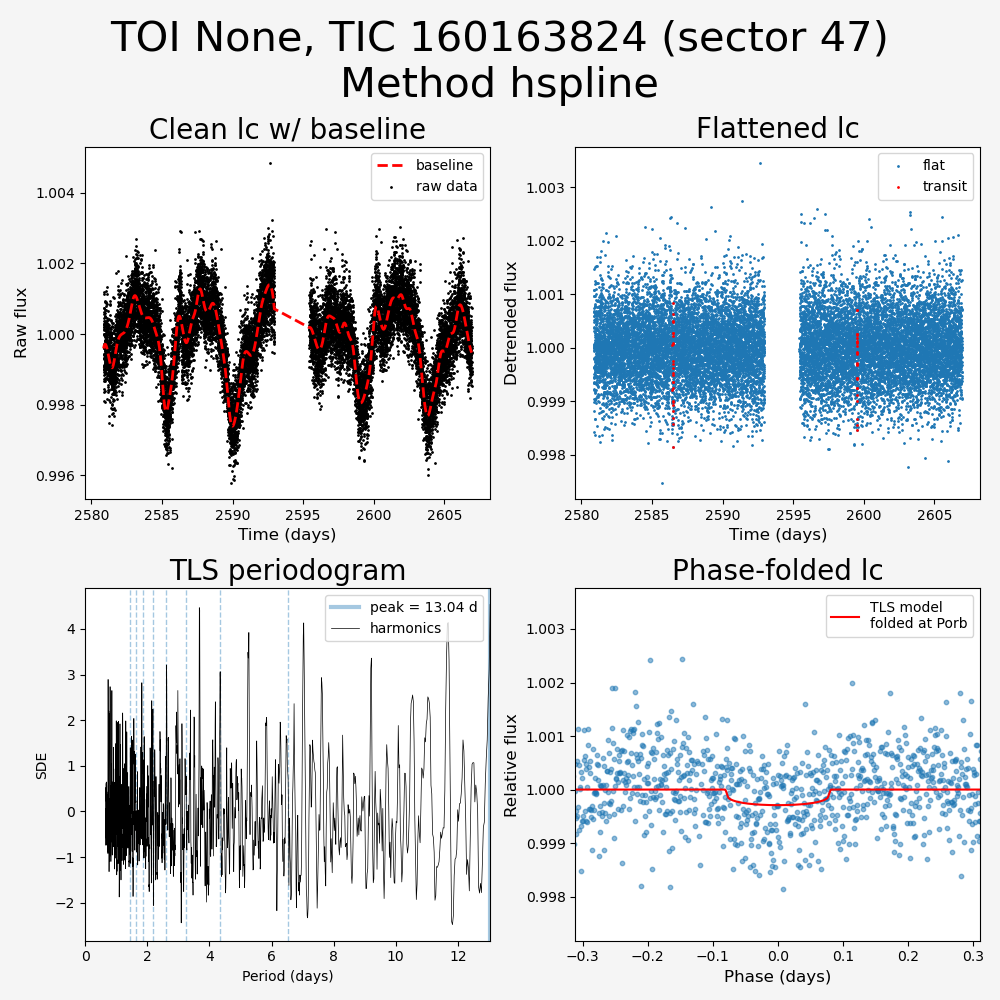 TOI None, TIC 160163824 (sector 47)
Method hspline
Clean lc w/ baseline
Flattened lc
baseline
raw data
flat
transit
Raw flux
1.004
1.002
1.000
0.998
0.996
2580
2585
2590
2595
2600
2605
Time (days)
Detrended flux
1.003
1.002
1.001
1.000
0.999
0.998
2580
2585
2590
2595
2600
2605
Time (days)
TLS periodogram
Phase-folded lc
peak = 13.04 d
harmonics
SDE
4
3
2
1
0
−1
−2
0
2
4
6
8
10
12
Period (days)
TLS model
folded at Porb
Relative flux
1.003
1.002
1.001
1.000
0.999
0.998
−0.3
−0.2
−0.1
0.0
0.1
0.2
0.3
Phase (days)